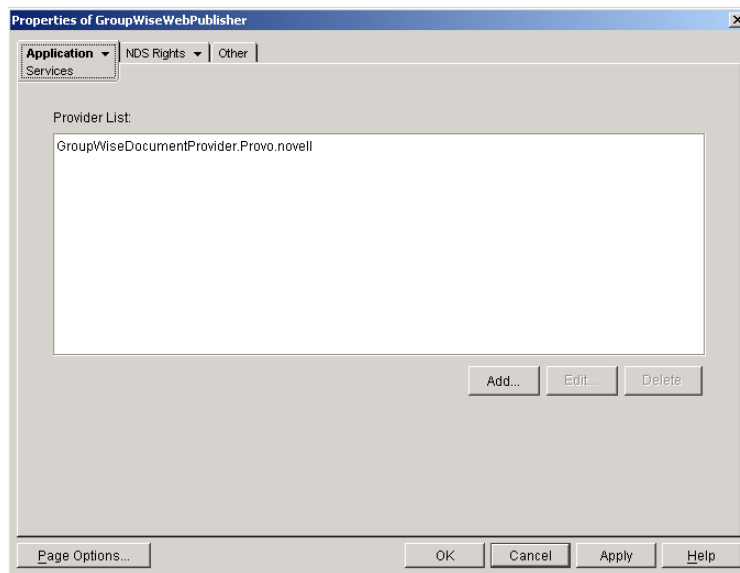 Properties of GroupWiseWebPublisher
Application NDS Rights Other
Services
Provider List:
GroupWiseDocumentProvider.Provo.novell
Add... Edit... Delete
Page Options... OK Cancel Apply Help